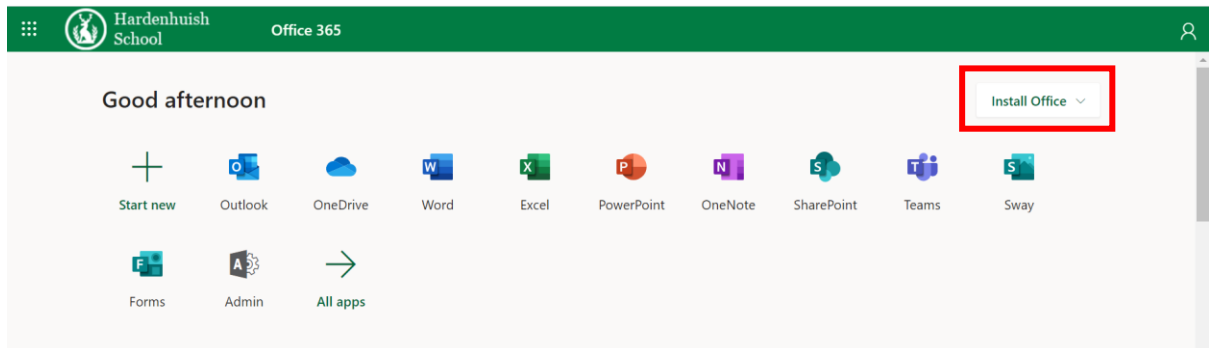 Hardenhuish
School
Office 365
Good afternoon
Install Office
Start new
Outlook
OneDrive
Word
Excel
PowerPoint
OneNote
SharePoint
Teams
Sway
Forms
Admin
All apps